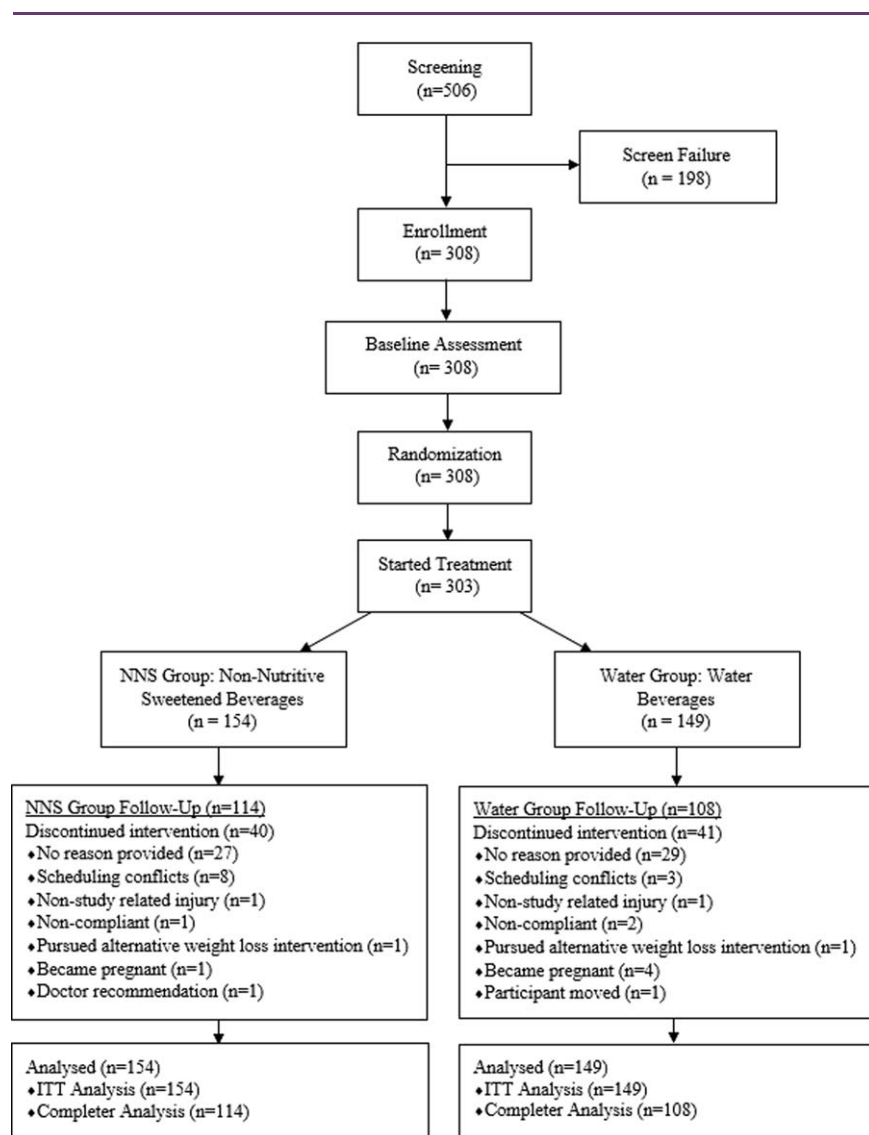 Screening
(n=506)
Screen Failure
(n = 198)
Enrollment
(n= 308)
Baseline Assessment
(n= 308)
Randomization
(n= 308)
Started Treatment
(n= 303)
NNS Group: Non-Nutritive
Sweetened Beverages
(n = 154)
Water Group: Water
Beverages
(n = 149)
NNS Group Follow-Up (n=114)
Discontinued intervention (n=40)
♦No reason provided (n=27)
♦Scheduling conflicts (n=8)
♦Non-study related injury (n=1)
♦Non-compliant (n=1)
♦Pursued alternative weight loss intervention (n=1)
♦Became pregnant (n=1)
♦Doctor recommendation (n=1)
Water Group Follow-Up (n=108)
Discontinued intervention (n=41)
♦No reason provided (n=29)
♦Scheduling conflicts (n=3)
♦Non-study related injury (n=1)
♦Non-compliant (n=2)
♦Pursued alternative weight loss intervention (n=1)
♦Became pregnant (n=4)
♦Participant moved (n=1)
Analysed (n=154)
♦ITT Analysis (n=154)
♦Completer Analysis (n=114)
Analysed (n=149)
♦ITT Analysis (n=149)
♦Completer Analysis (n=108)